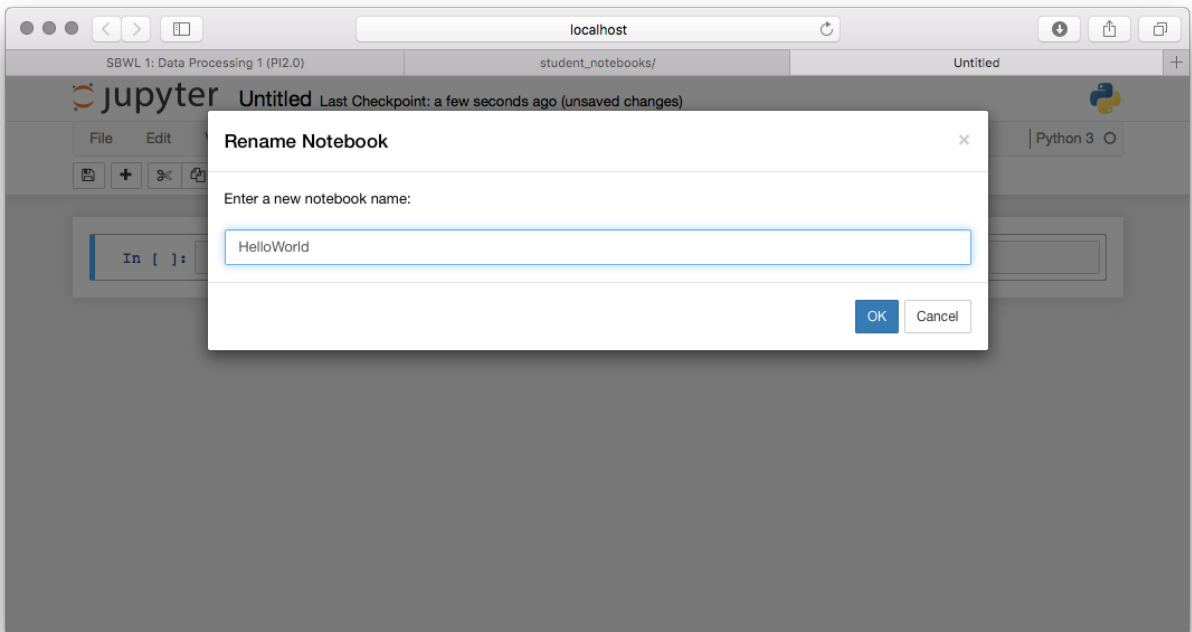 localhost
SBWL 1: Data Processing 1 (PI2.0) student_notebooks/ Untitled
jupyter Untitled Last Checkpoint: a few seconds ago (unsaved changes)
File Edit Python 3
Rename Notebook ×
Enter a new notebook name:
HelloWorld
In [ ]:
OK Cancel